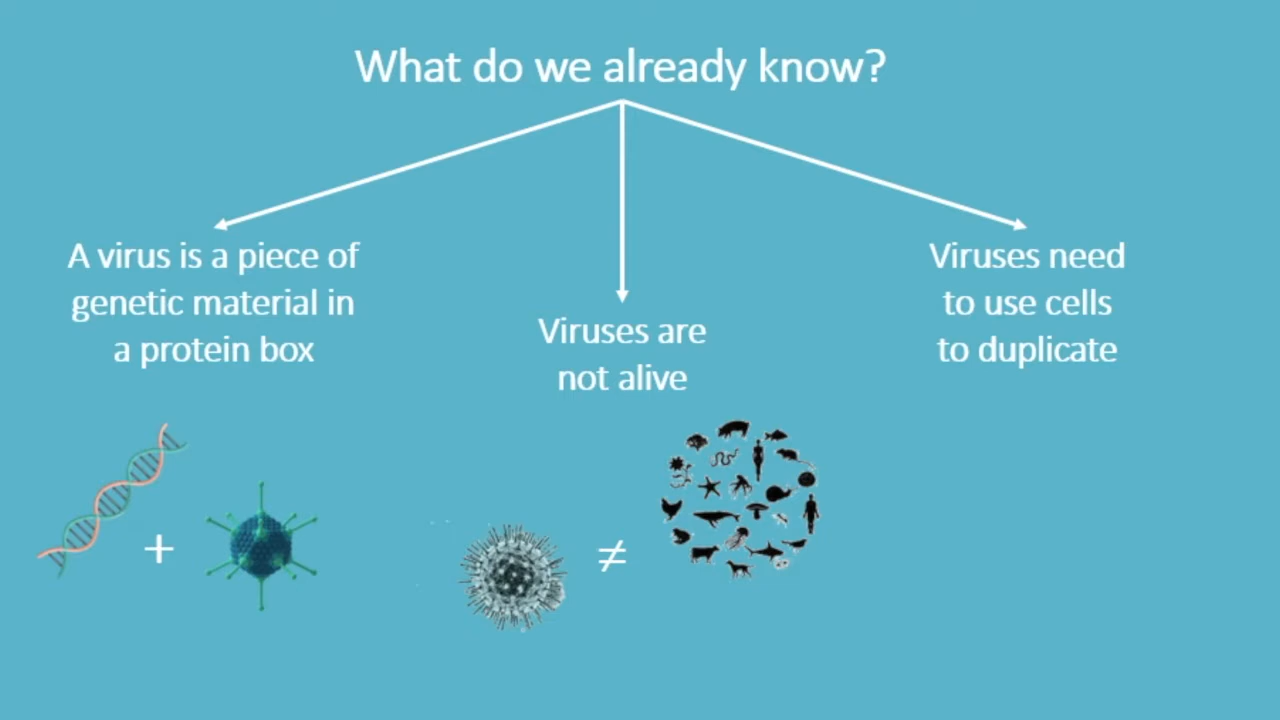 What do we already know?
A virus is a piece of
genetic material in
a protein box
Viruses are
not alive
Viruses need
to use cells
to duplicate
+
≠